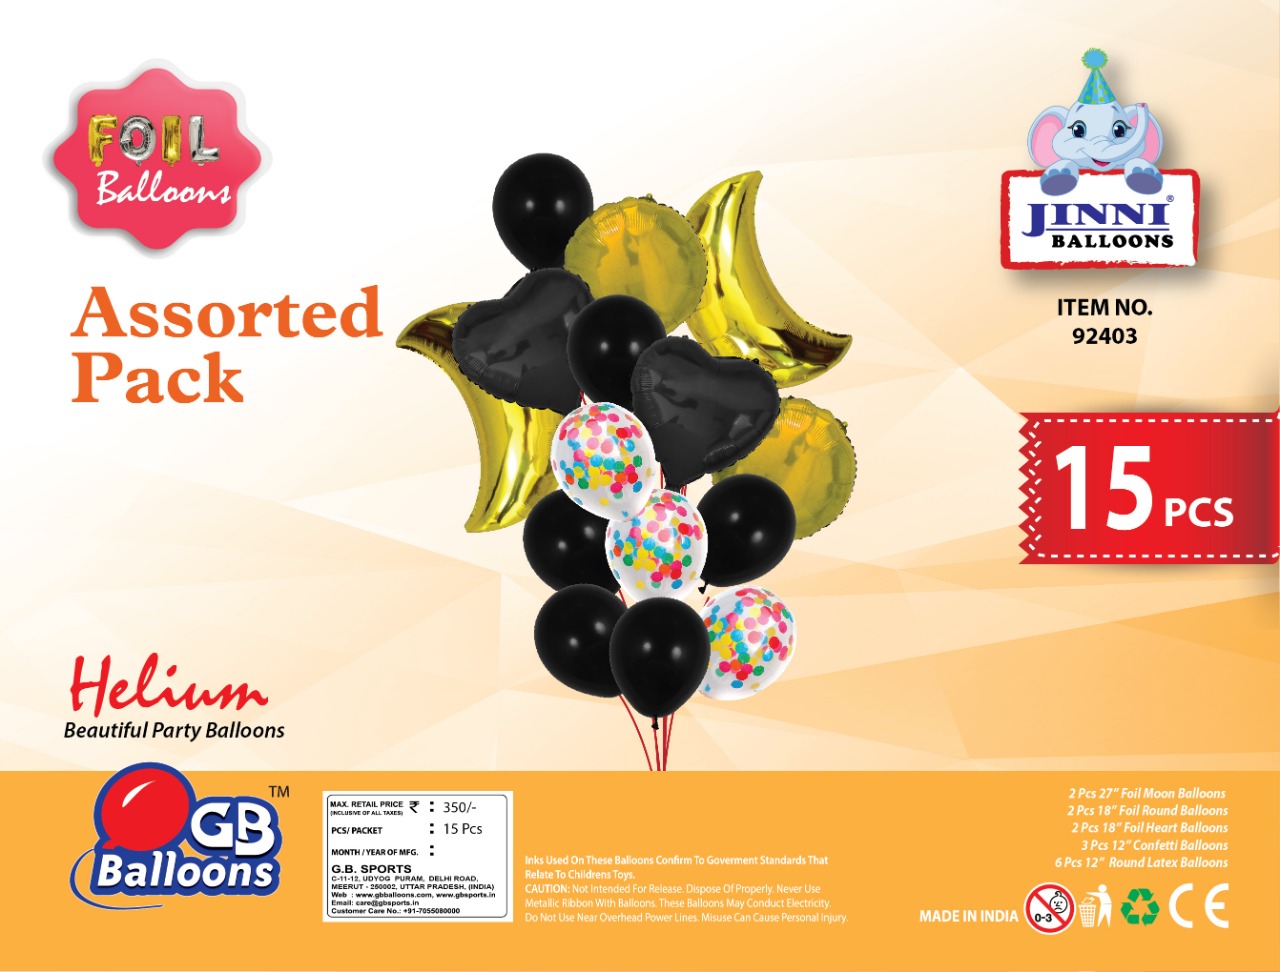 FOIL
Balloons
Assorted
Pack
JINNI®
BALLOONS
ITEM NO.
92403
15 PCS
Helium
Beautiful Party Balloons
GB
Balloons
TM
MAX. RETAIL PRICE ₹ : 350/-
(INCLUSIVE OF ALL TAXES)
PCS/ PACKET : 15 Pcs
MONTH / YEAR OF MFG. :
G.B. SPORTS
C-11-12, UDYOG PURAM, DELHI ROAD,
MEERUT - 250002, UTTAR PRADESH, (INDIA)
Web : www.gbballoons.com, www.gbsports.in
Email: care@gbsports.in
Customer Care No.: +91-7055080000
Inks Used On These Balloons Confirm To Goverment Standards That
Relate To Childrens Toys.
CAUTION: Not Intended For Release. Dispose Of Properly. Never Use
Metallic Ribbon With Balloons. These Balloons May Conduct Electricity.
Do Not Use Near Overhead Power Lines. Misuse Can Cause Personal Injury.
2 Pcs 27” Foil Moon Balloons
2 Pcs 18” Foil Round Balloons
2 Pcs 18” Foil Heart Balloons
3 Pcs 12” Confetti Balloons
6 Pcs 12” Round Latex Balloons
MADE IN INDIA
0-3
CE